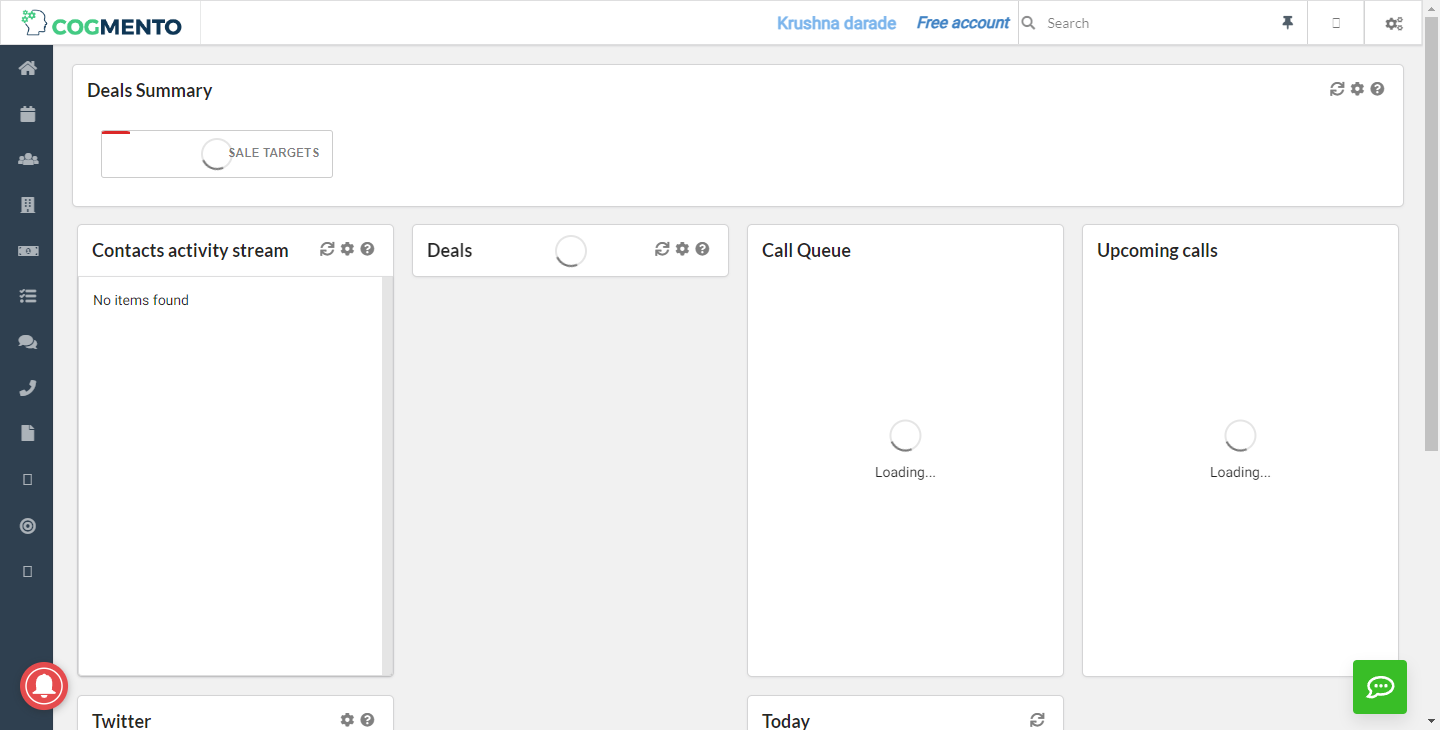 COGMENTO
Krushna darade
Free account
Search
Deals Summary
SALE TARGETS
Contacts activity stream
Deals
Call Queue
Upcoming calls
No items found
Loading...
Loading...
Twitter
Today